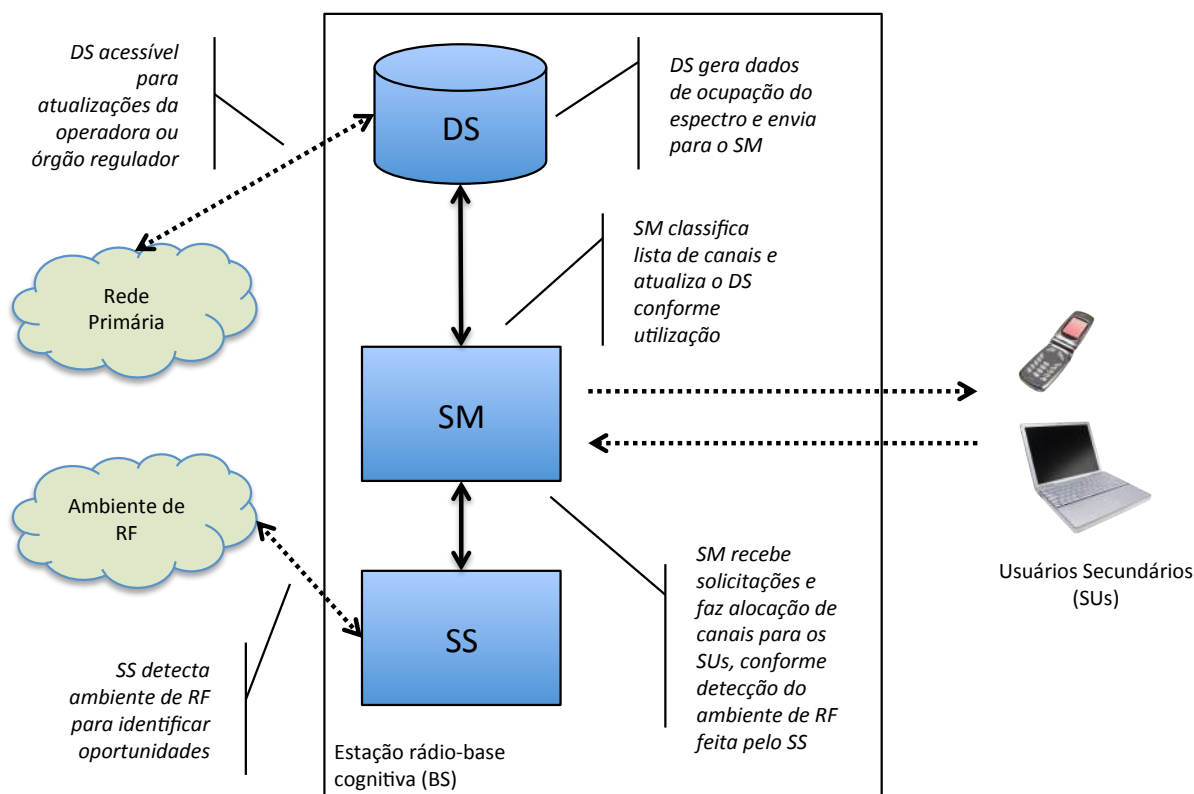 DS acessível
para
atualizações da
operadora ou
órgão regulador
DS
DS gera dados
de ocupação do
espectro e envia
para o SM
SM classifica
lista de canais e
atualiza o DS
conforme
utilização
Rede
Primária
SM
Ambiente de
RF
SS
SM recebe
solicitações e
faz alocação de
canais para os
SUs, conforme
detecção do
ambiente de RF
feita pelo SS
Usuários Secundários
(SUs)
SS detecta
ambiente de RF
para identificar
oportunidades
Estação rádio-base
cognitiva (BS)